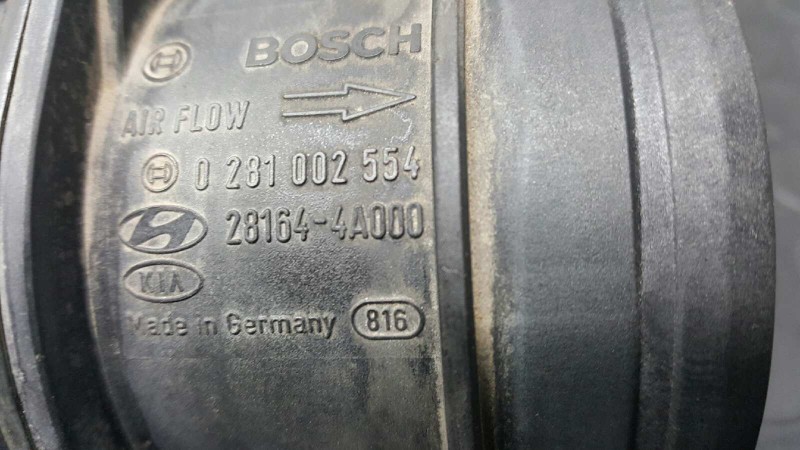 BOSCH
AIR FLOW
0 281 002 554
28164-4A000
KIA
Made in Germany 816